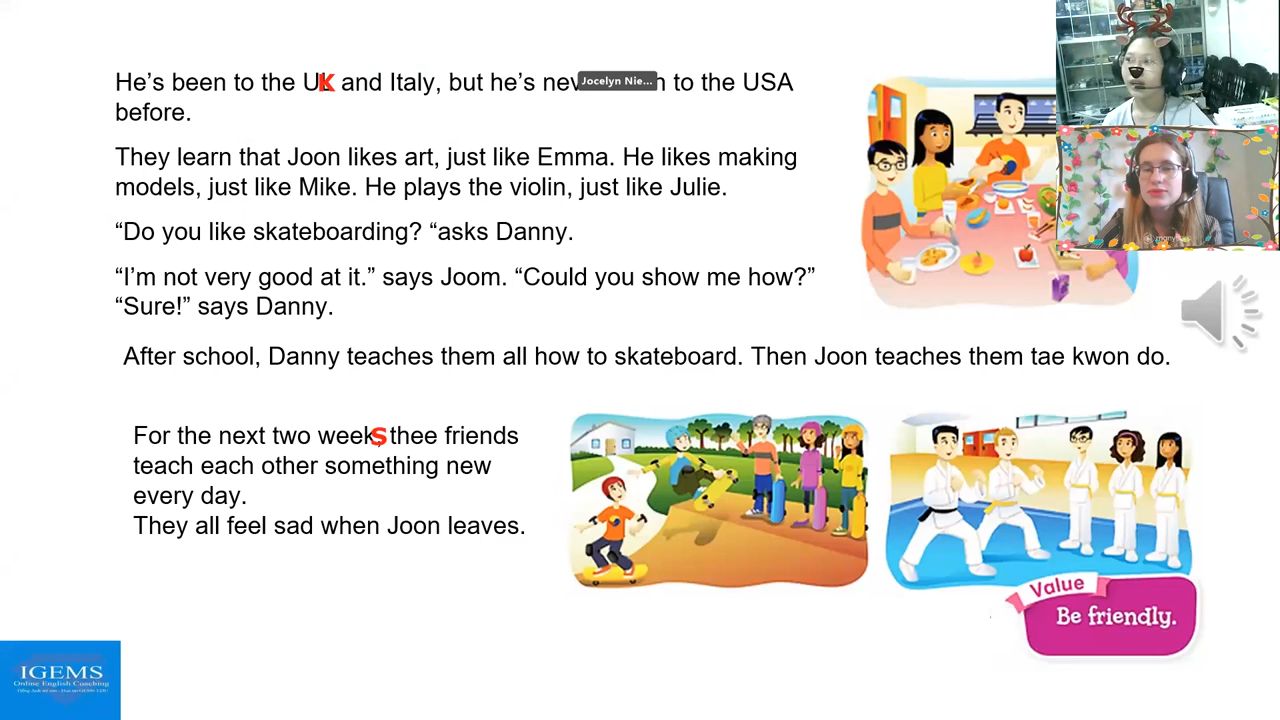 He’s been to the UK and Italy, but he’s to the USA
before.
Jocelyn Nie...
They learn that Joon likes art, just like Emma. He likes making
models, just like Mike. He plays the violin, just like Julie.
“Do you like skateboarding? “asks Danny.
“I’m not very good at it.” says Joom. “Could you show me how?”
“Sure!” says Danny.
After school, Danny teaches them all how to skateboard. Then Joon teaches them tae kwon do.
For the next two weeks thee friends
teach each other something new
every day.
They all feel sad when Joon leaves.
Value
Be friendly.
IGEMS
Online English Coaching